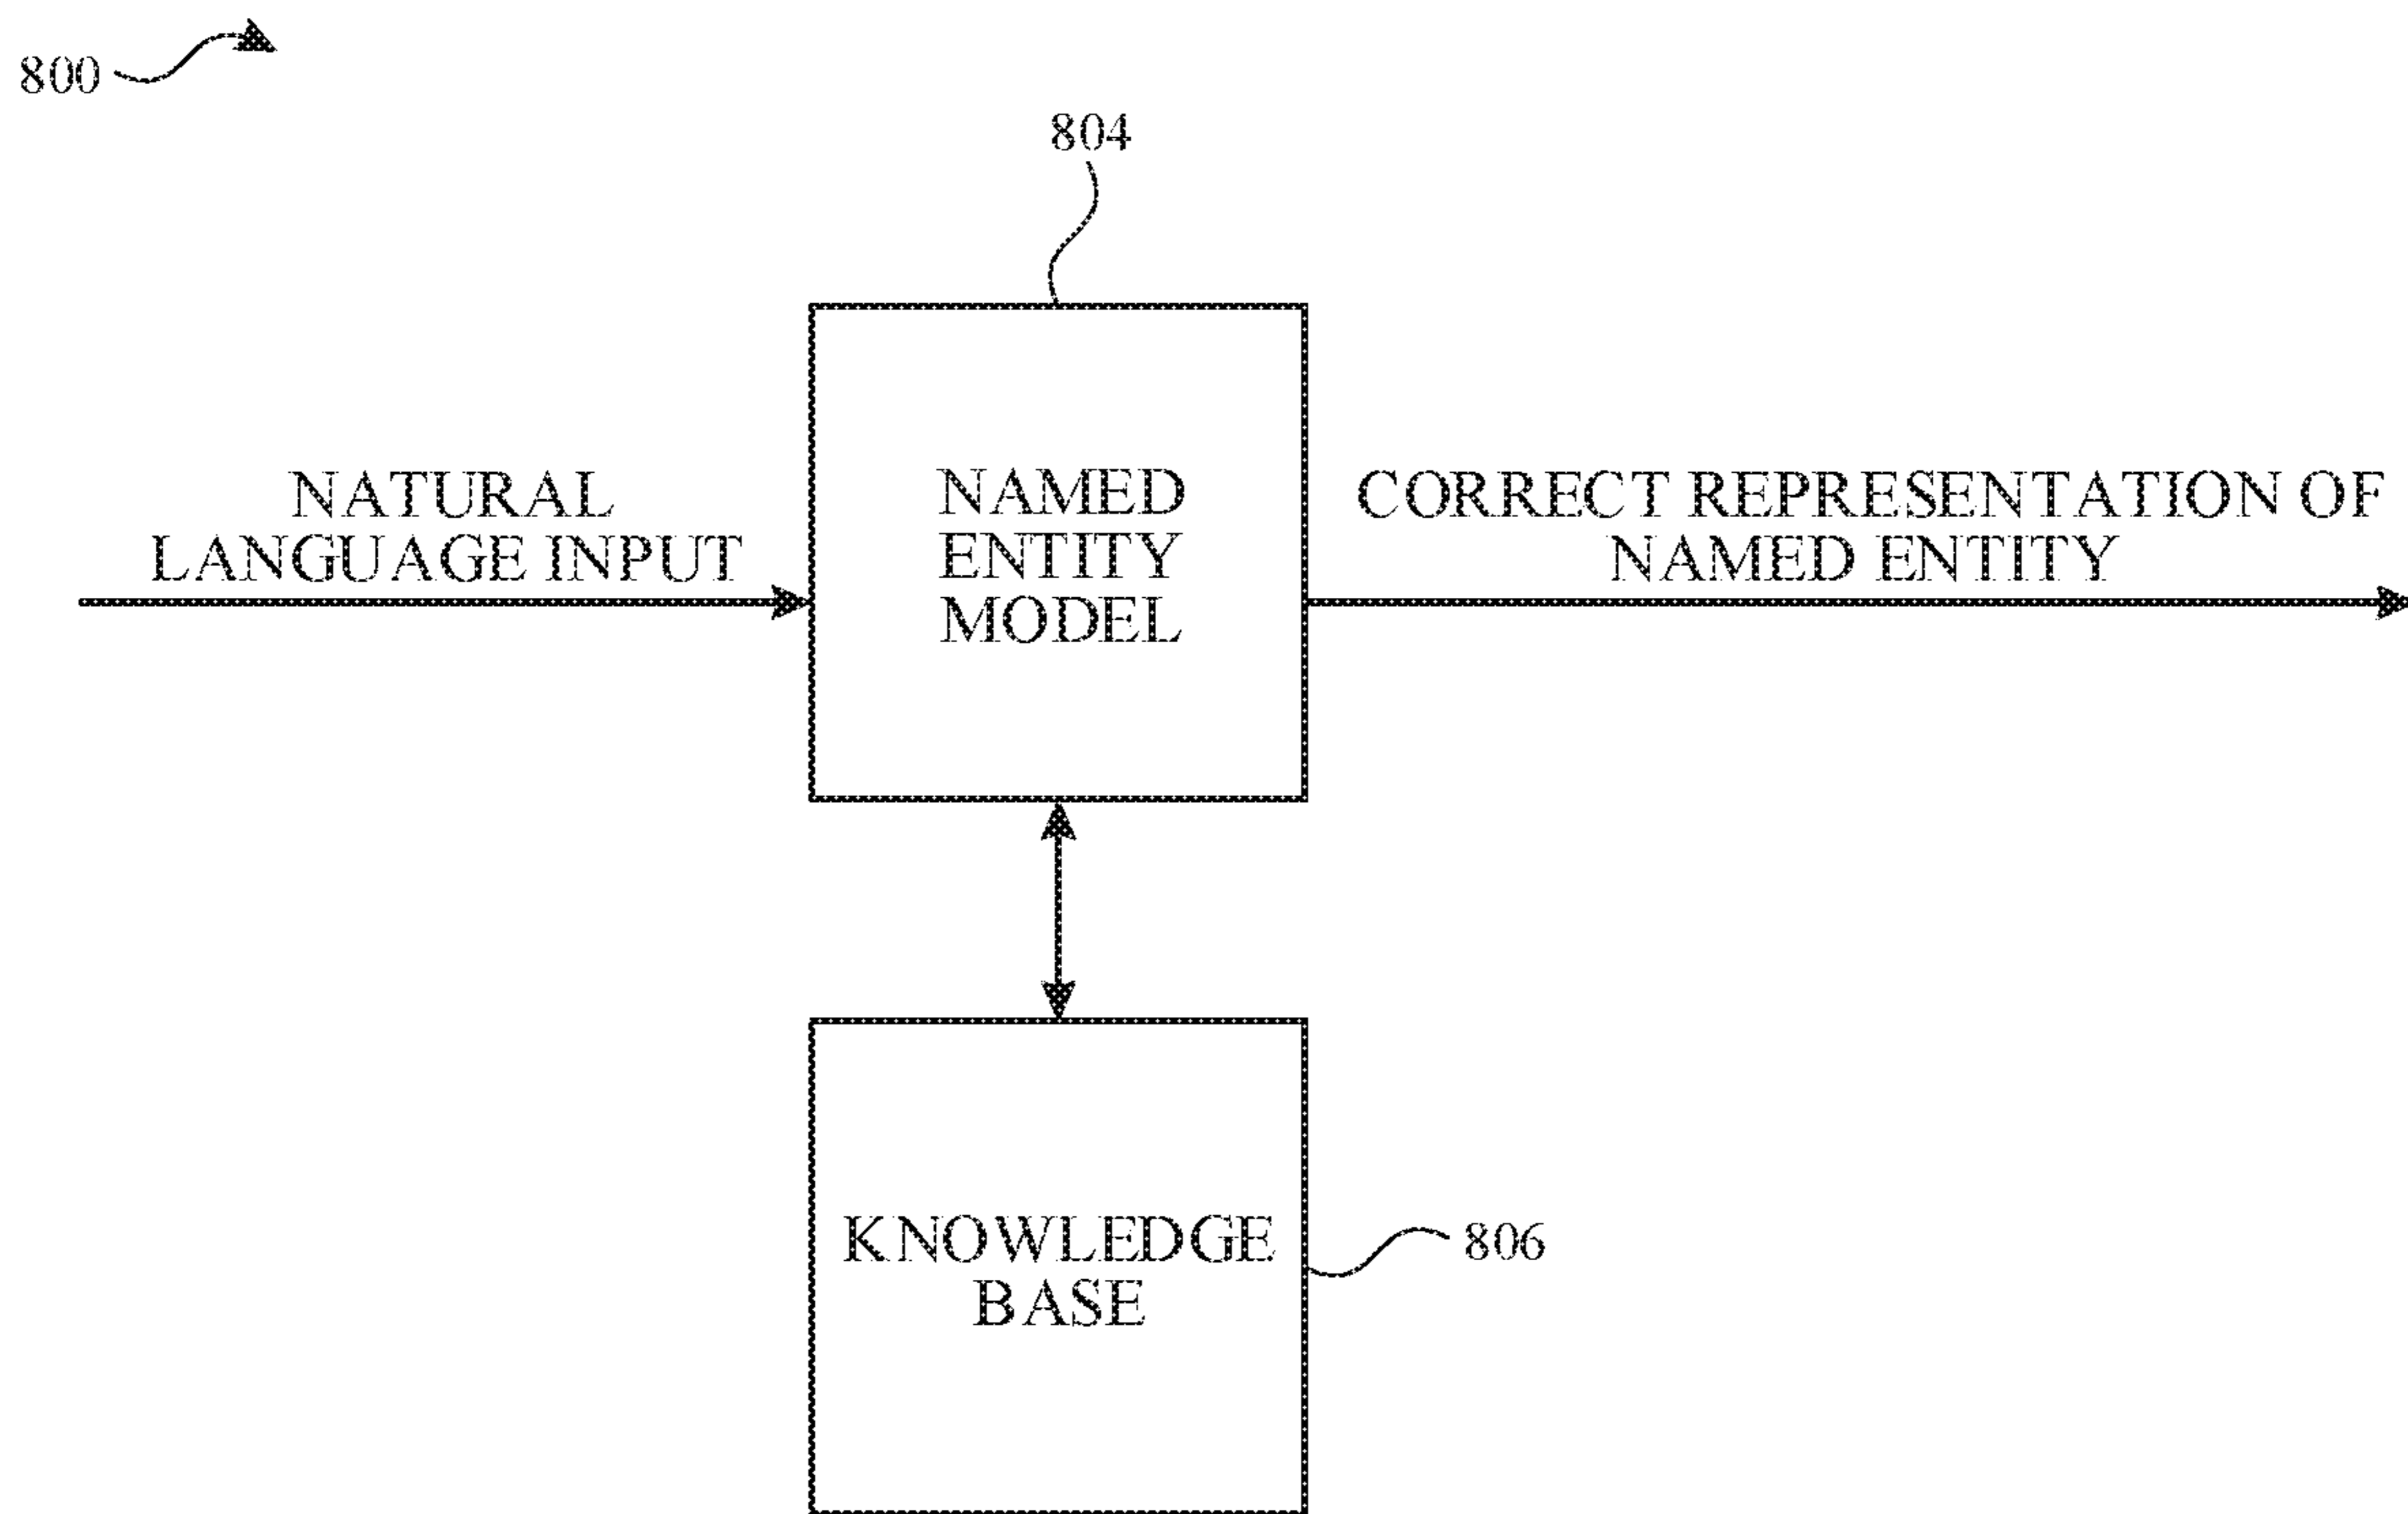 800
804
NATURAL
LANGUAGE INPUT
NAMED
ENTITY
MODEL
CORRECT REPRESENTATION OF
NAMED ENTITY
KNOWLEDGE
BASE
806